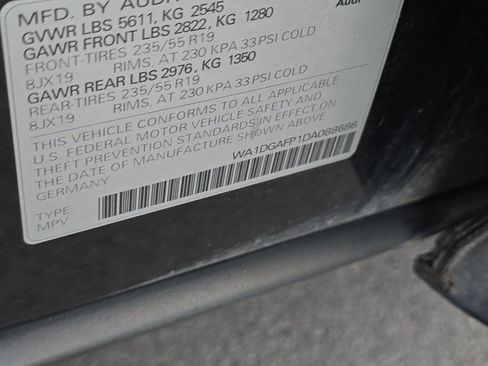 MFD. BY AUDI
Audi
GVWR LBS 5611, KG 2545
GAWR FRONT LBS 2822, KG 1280
FRONT-TIRES 235/55 R19
8JX19 RIMS, AT 230 KPA 33 PSI COLD
GAWR REAR LBS 2976, KG 1350
REAR-TIRES 235/55 R19
8JX19 RIMS, AT 230 KPA 33 PSI COLD
THIS VEHICLE CONFORMS TO ALL APPLICABLE
U.S. FEDERAL MOTOR VEHICLE SAFETY AND
THEFT PREVENTION STANDARDS IN EFFECT ON
THE DATE OF MANUFACTURE SHOWN ABOVE.
GERMANY
WA1DGAFP1DA088686
TYPE:
MPV